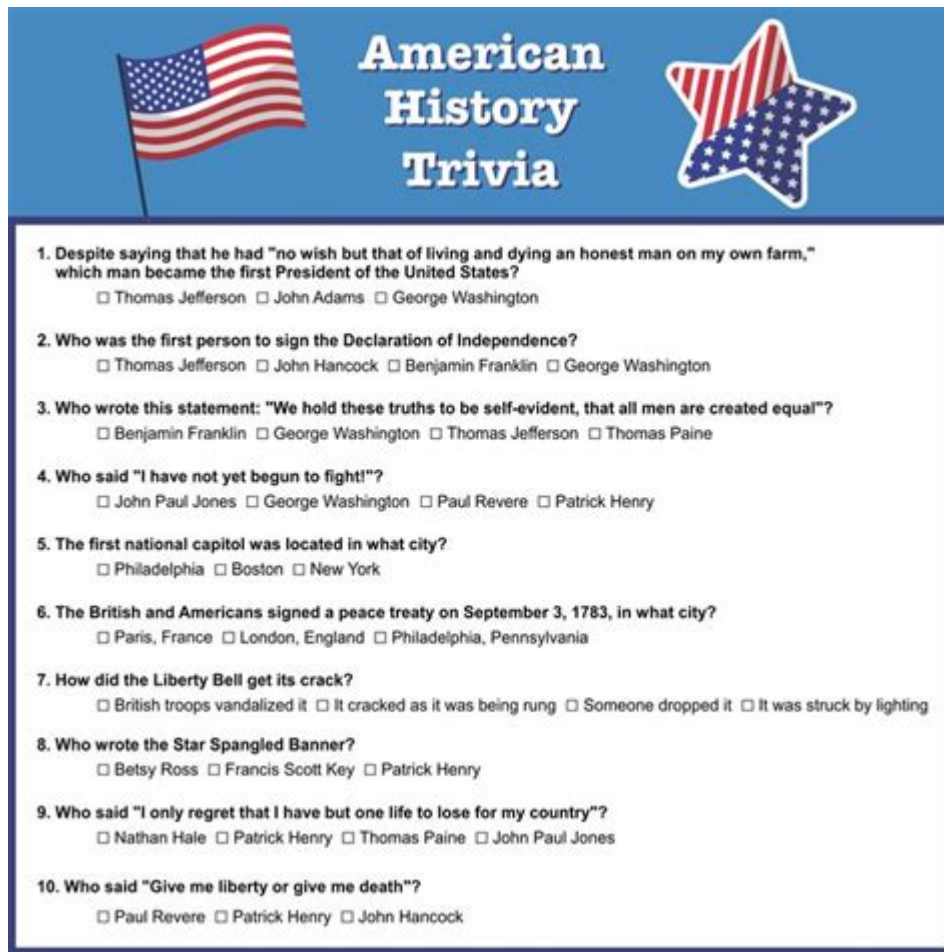 American
History
Trivia
1. Despite saying that he had "no wish but that of living and dying an honest man on my own farm,"
which man became the first President of the United States?
☐ Thomas Jefferson ☐ John Adams ☐ George Washington
2. Who was the first person to sign the Declaration of Independence?
☐ Thomas Jefferson ☐ John Hancock ☐ Benjamin Franklin ☐ George Washington
3. Who wrote this statement: "We hold these truths to be self-evident, that all men are created equal"?
☐ Benjamin Franklin ☐ George Washington ☐ Thomas Jefferson ☐ Thomas Paine
4. Who said "I have not yet begun to fight!"?
☐ John Paul Jones ☐ George Washington ☐ Paul Revere ☐ Patrick Henry
5. The first national capitol was located in what city?
☐ Philadelphia ☐ Boston ☐ New York
6. The British and Americans signed a peace treaty on September 3, 1783, in what city?
☐ Paris, France ☐ London, England ☐ Philadelphia, Pennsylvania
7. How did the Liberty Bell get its crack?
☐ British troops vandalized it ☐ It cracked as it was being rung ☐ Someone dropped it ☐ It was struck by lighting
8. Who wrote the Star Spangled Banner?
☐ Betsy Ross ☐ Francis Scott Key ☐ Patrick Henry
9. Who said "I only regret that I have but one life to lose for my country"?
☐ Nathan Hale ☐ Patrick Henry ☐ Thomas Paine ☐ John Paul Jones
10. Who said "Give me liberty or give me death"?
☐ Paul Revere ☐ Patrick Henry ☐ John Hancock